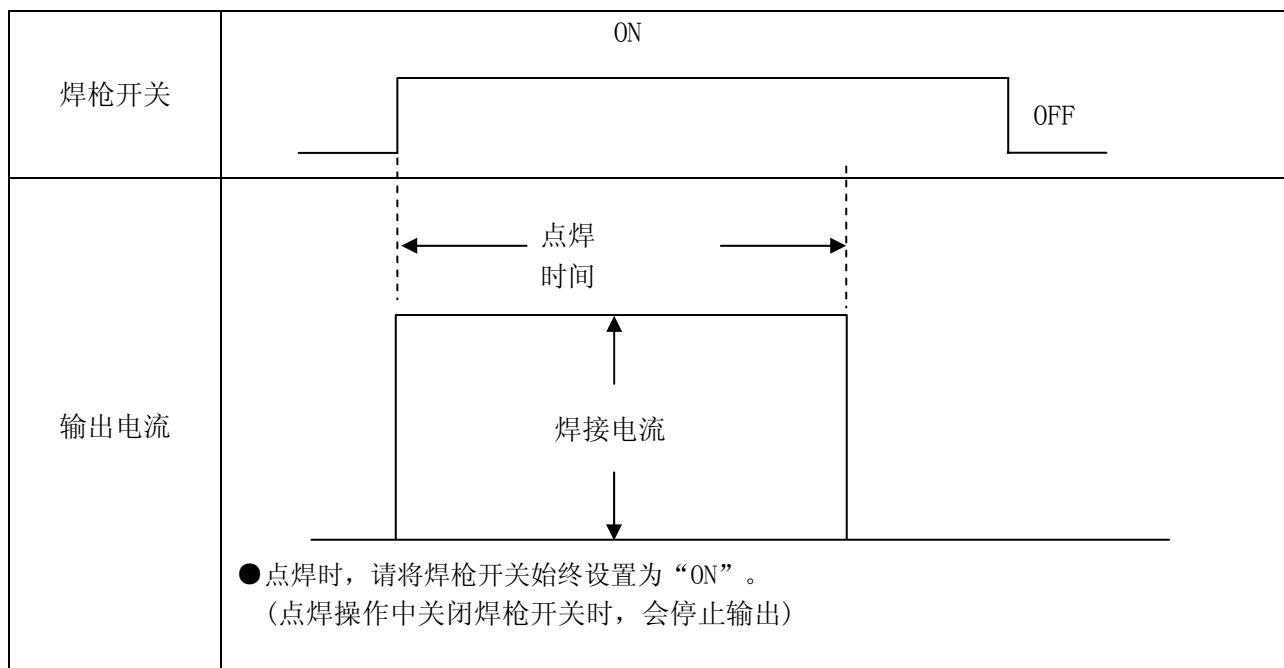 ON
焊枪开关
OFF
点焊
时间
输出电流
焊接电流
●点焊时，请将焊枪开关始终设置为“ON”。
(点焊操作中关闭焊枪开关时，会停止输出)